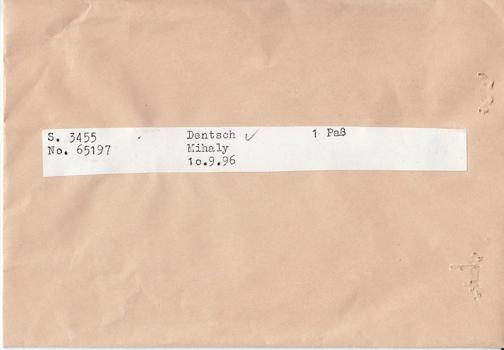 S. 3455 Dentsch ✓ 1 Paß
No. 65197 Mihaly
1o.9.96